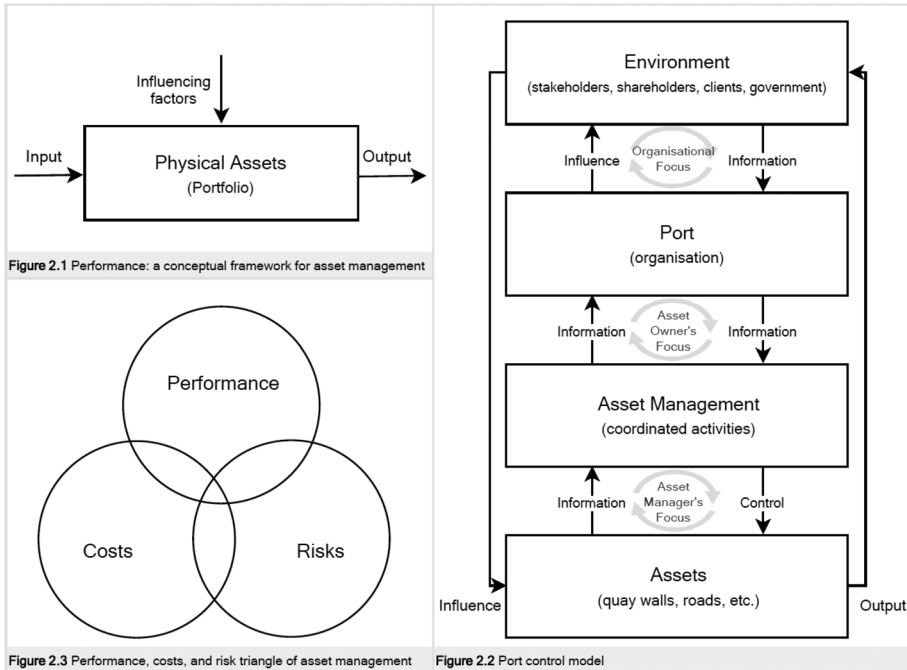 Influencing
factors
Input
Physical Assets
(Portfolio)
Output
Figure 2.1 Performance: a conceptual framework for asset management
Performance
Costs
Risks
Figure 2.3 Performance, costs, and risk triangle of asset management
Environment
(stakeholders, shareholders, clients, government)
Influence
Organisational
Focus
Information
Port
(organisation)
Information
Asset
Owner's
Focus
Information
Asset Management
(coordinated activities)
Information
Asset
Manager's
Focus
Control
Assets
(quay walls, roads, etc.)
Influence
Output
Figure 2.2 Port control model